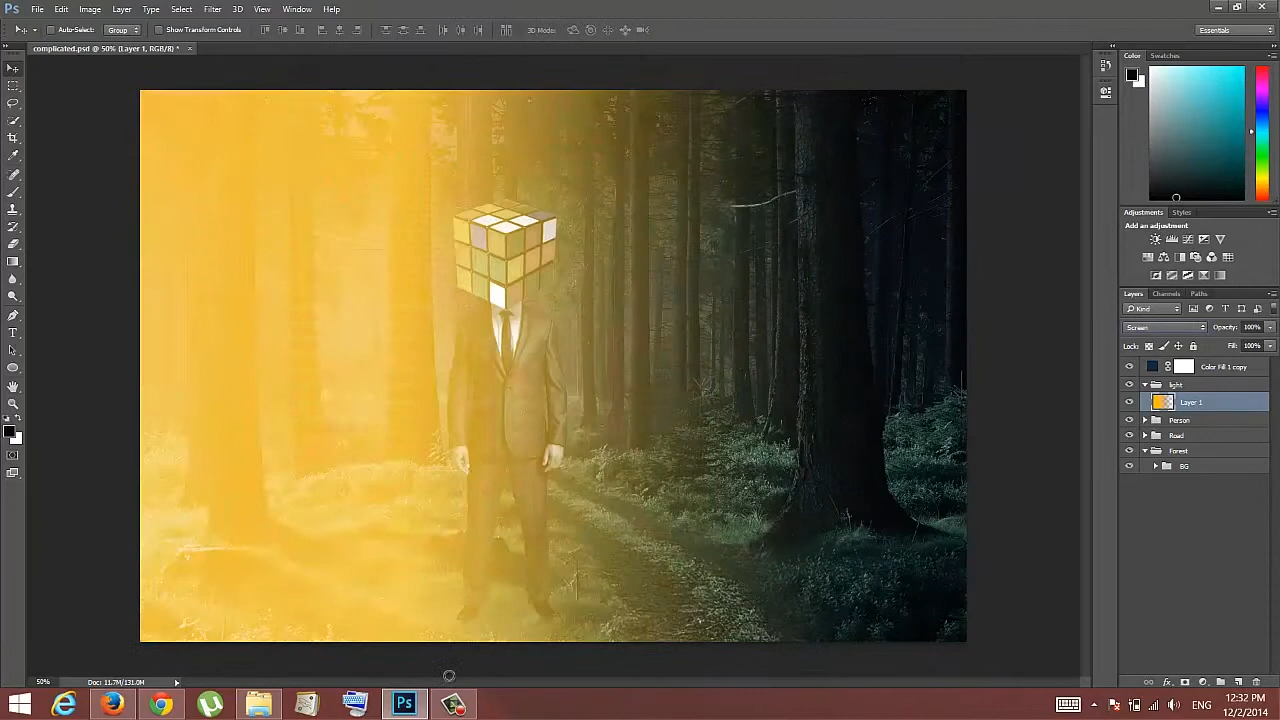 Ps File Edit Image Layer Type Select Filter 3D View Window Help
Auto-Select: Group Show Transform Controls 3D Mode: Essentials
complicated.psd @ 50% (Layer 1, RGB/8) *
Color Swatches
Adjustments Styles
Add an adjustment
Layers Channels Paths
Kind
Screen Opacity: 100%
Lock: Fill: 100%
Color Fill 1 copy
light
Layer 1
Person
Road
Forest
BG
50% Doc: 11.7M/131.0M
Ps ENG 12:32 PM
12/2/2014